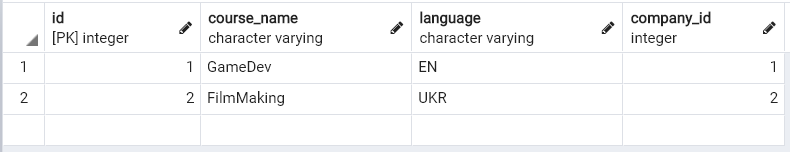 id course_name language company_id
[PK] integer character varying character varying integer
1 1 GameDev EN 1
2 2 FilmMaking UKR 2